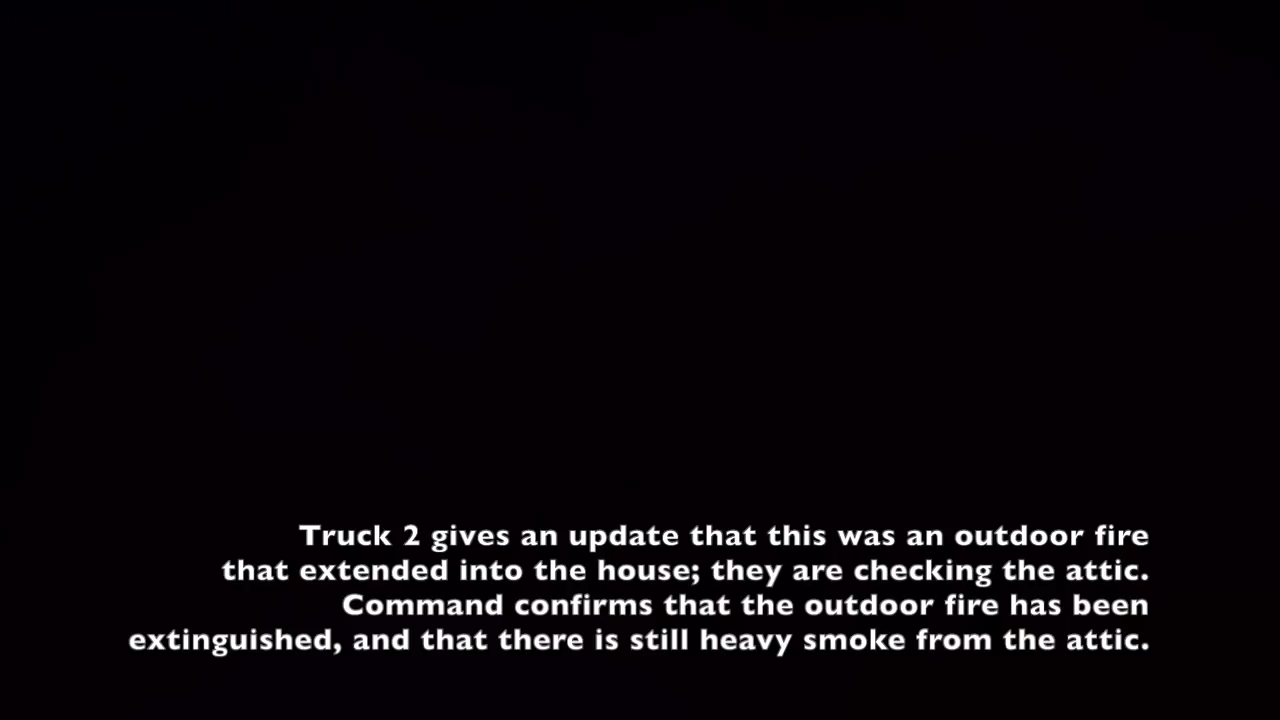 Truck 2 gives an update that this was an outdoor fire
that extended into the house; they are checking the attic.
Command confirms that the outdoor fire has been
extinguished, and that there is still heavy smoke from the attic.